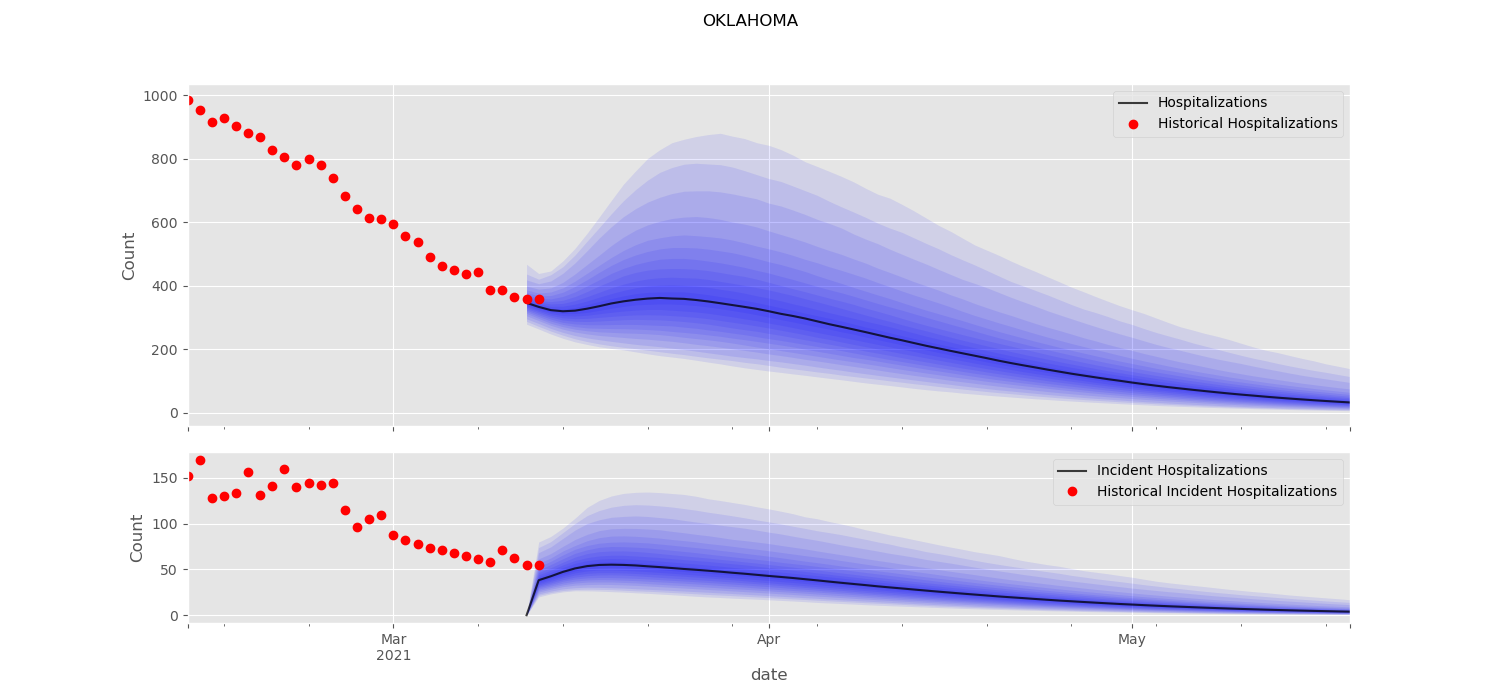 OKLAHOMA
1000
800
600
400
200
0
Count
Hospitalizations
Historical Hospitalizations
150
100
50
0
Count
Incident Hospitalizations
Historical Incident Hospitalizations
Mar
2021
Apr
May
date